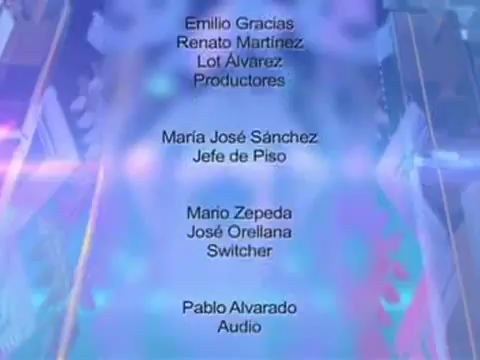 Emilio Gracias
Renato Martínez
Lot Álvarez
Productores
María José Sánchez
Jefe de Piso
Mario Zepeda
José Orellana
Switcher
Pablo Alvarado
Audio